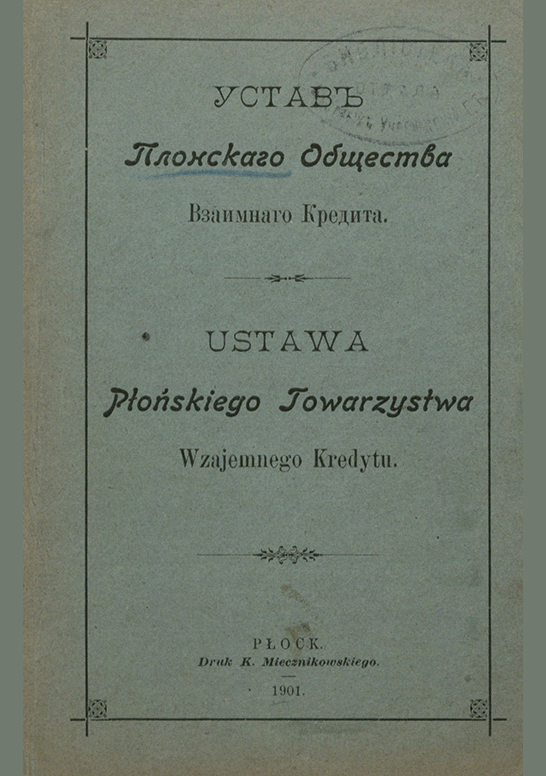 УСТАВЪ
Плонскаго Общества
Взаимнаго Кредита.
USTAWA
Płońskiego Towarzystwa
Wzajemnego Kredytu.
PŁOCK.
Druk K. Miecznikowskiego.
1901.